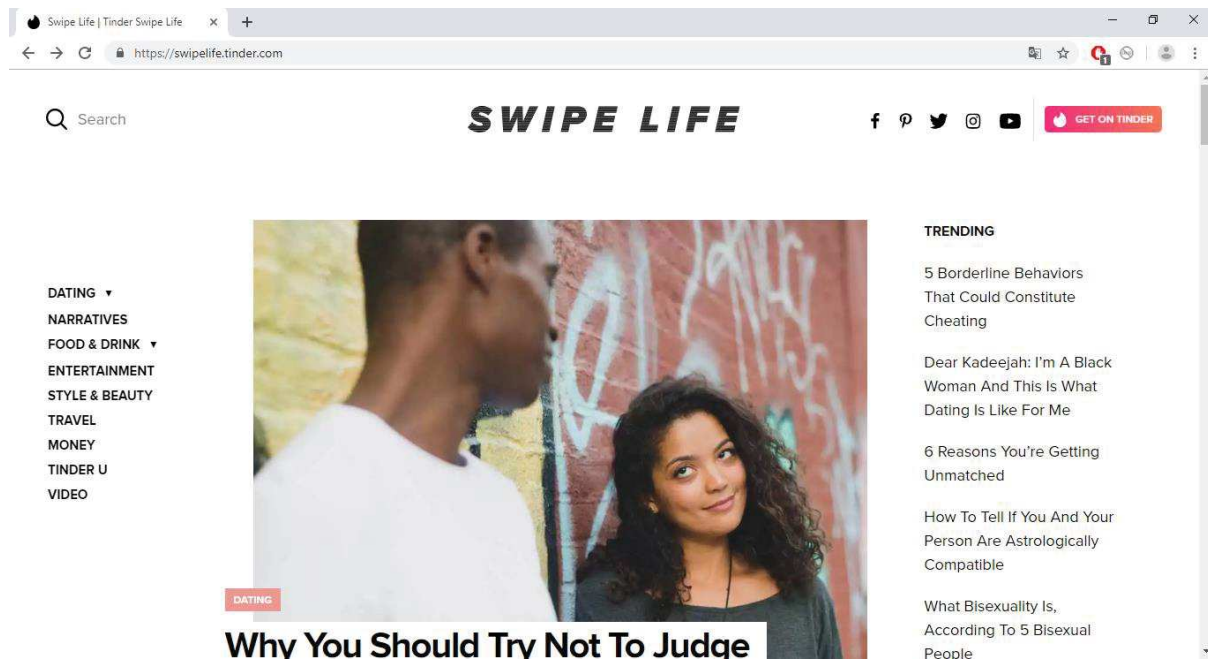 Swipe Life | Tinder Swipe Life
https://swipelife.tinder.com
1
Search
SWIPE LIFE
GET ON TINDER
DATING ▼
NARRATIVES
FOOD & DRINK ▼
ENTERTAINMENT
STYLE & BEAUTY
TRAVEL
MONEY
TINDER U
VIDEO
DATING
Why You Should Try Not To Judge
TRENDING
5 Borderline Behaviors
That Could Constitute
Cheating
Dear Kadeejah: I'm A Black
Woman And This Is What
Dating Is Like For Me
6 Reasons You're Getting
Unmatched
How To Tell If You And Your
Person Are Astrologically
Compatible
What Bisexuality Is,
According To 5 Bisexual
People